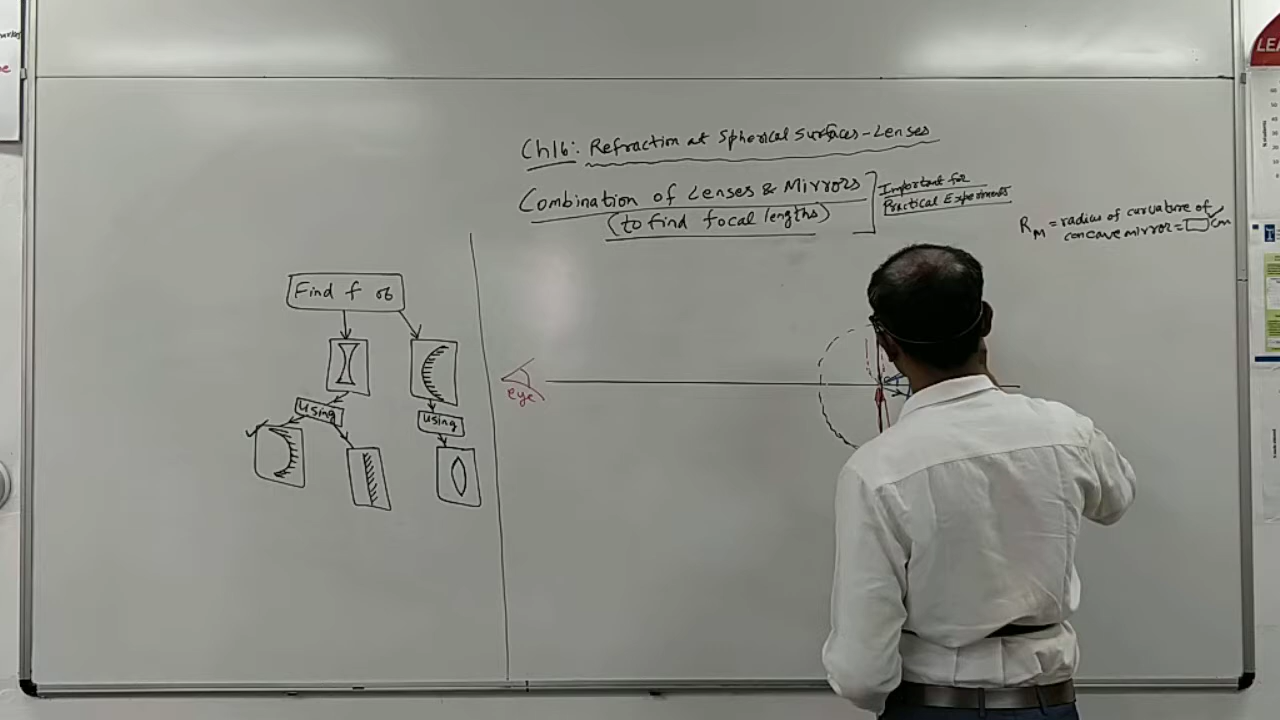 Ch16: Refraction at Spherical Surfaces-Lenses
Combination of Lenses & Mirrors
(to find focal lengths)
Important for
Practical Experiments
R_M = radius of curvature of
concave mirror = □ cm
Find f of
using
using
eye
LEA